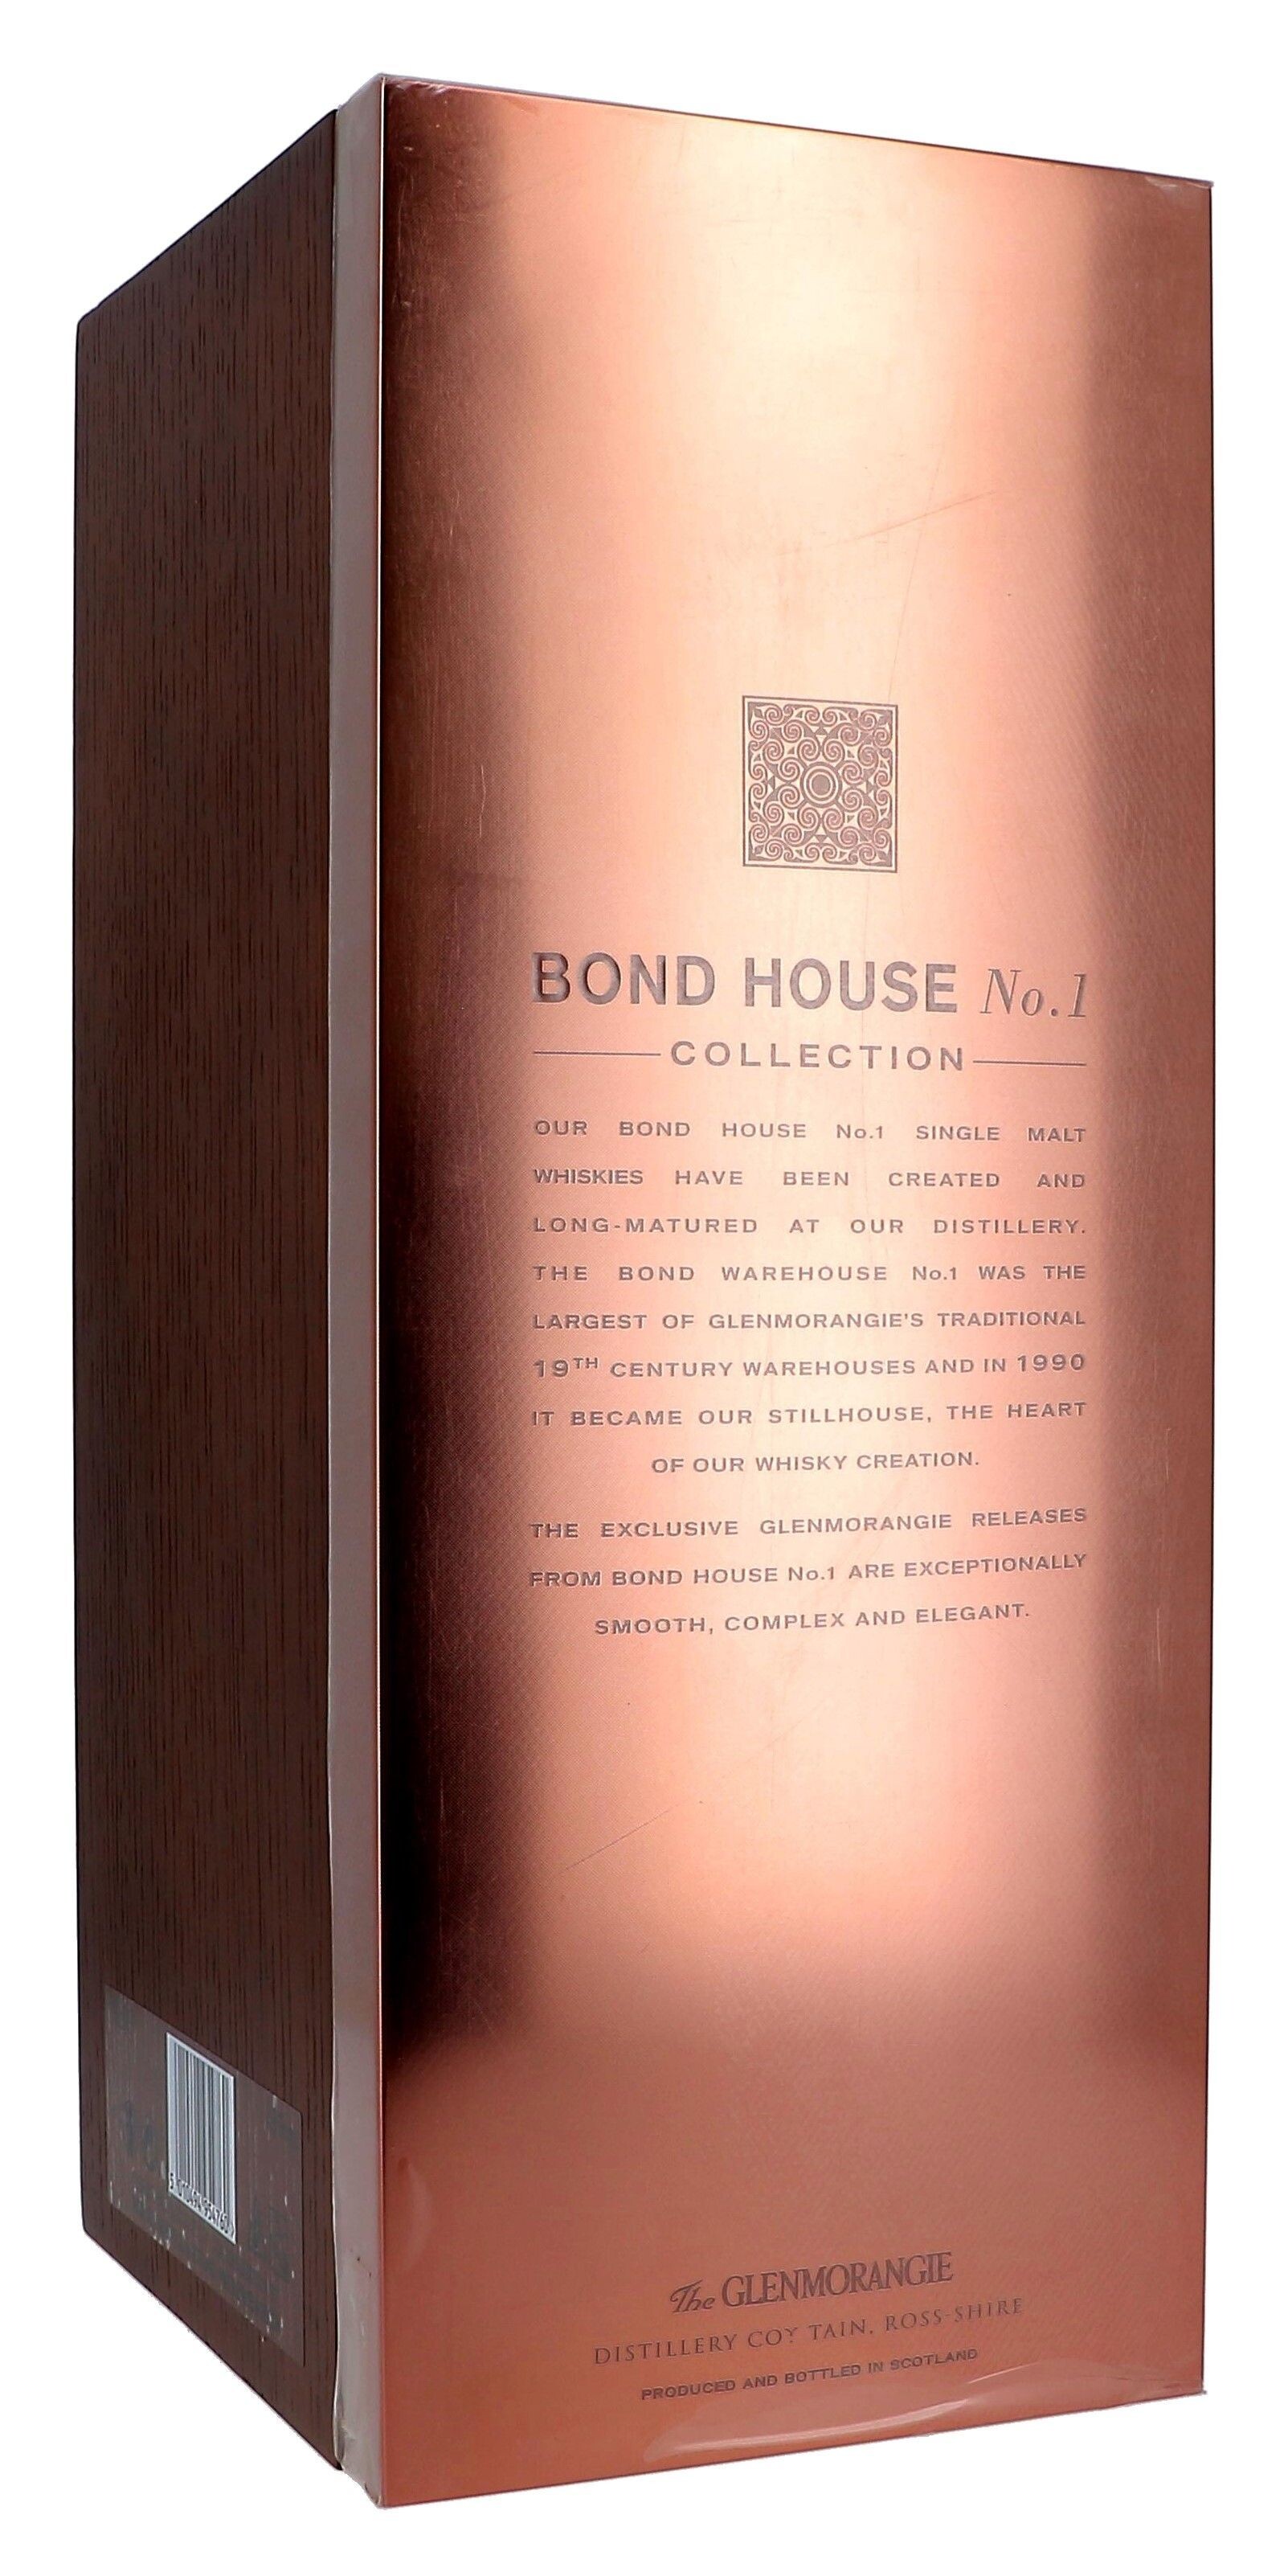 BOND HOUSE No.1
COLLECTION
OUR BOND HOUSE No.1 SINGLE MALT
WHISKIES HAVE BEEN CREATED AND
LONG-MATURED AT OUR DISTILLERY.
THE BOND WAREHOUSE No.1 WAS THE
LARGEST OF GLENMORANGIE'S TRADITIONAL
19TH CENTURY WAREHOUSES AND IN 1990
IT BECAME OUR STILLHOUSE, THE HEART
OF OUR WHISKY CREATION.
THE EXCLUSIVE GLENMORANGIE RELEASES
FROM BOND HOUSE No.1 ARE EXCEPTIONALLY
SMOOTH, COMPLEX AND ELEGANT.
The GLENMORANGIE
DISTILLERY COY TAIN, ROSS-SHIRE
PRODUCED AND BOTTLED IN SCOTLAND